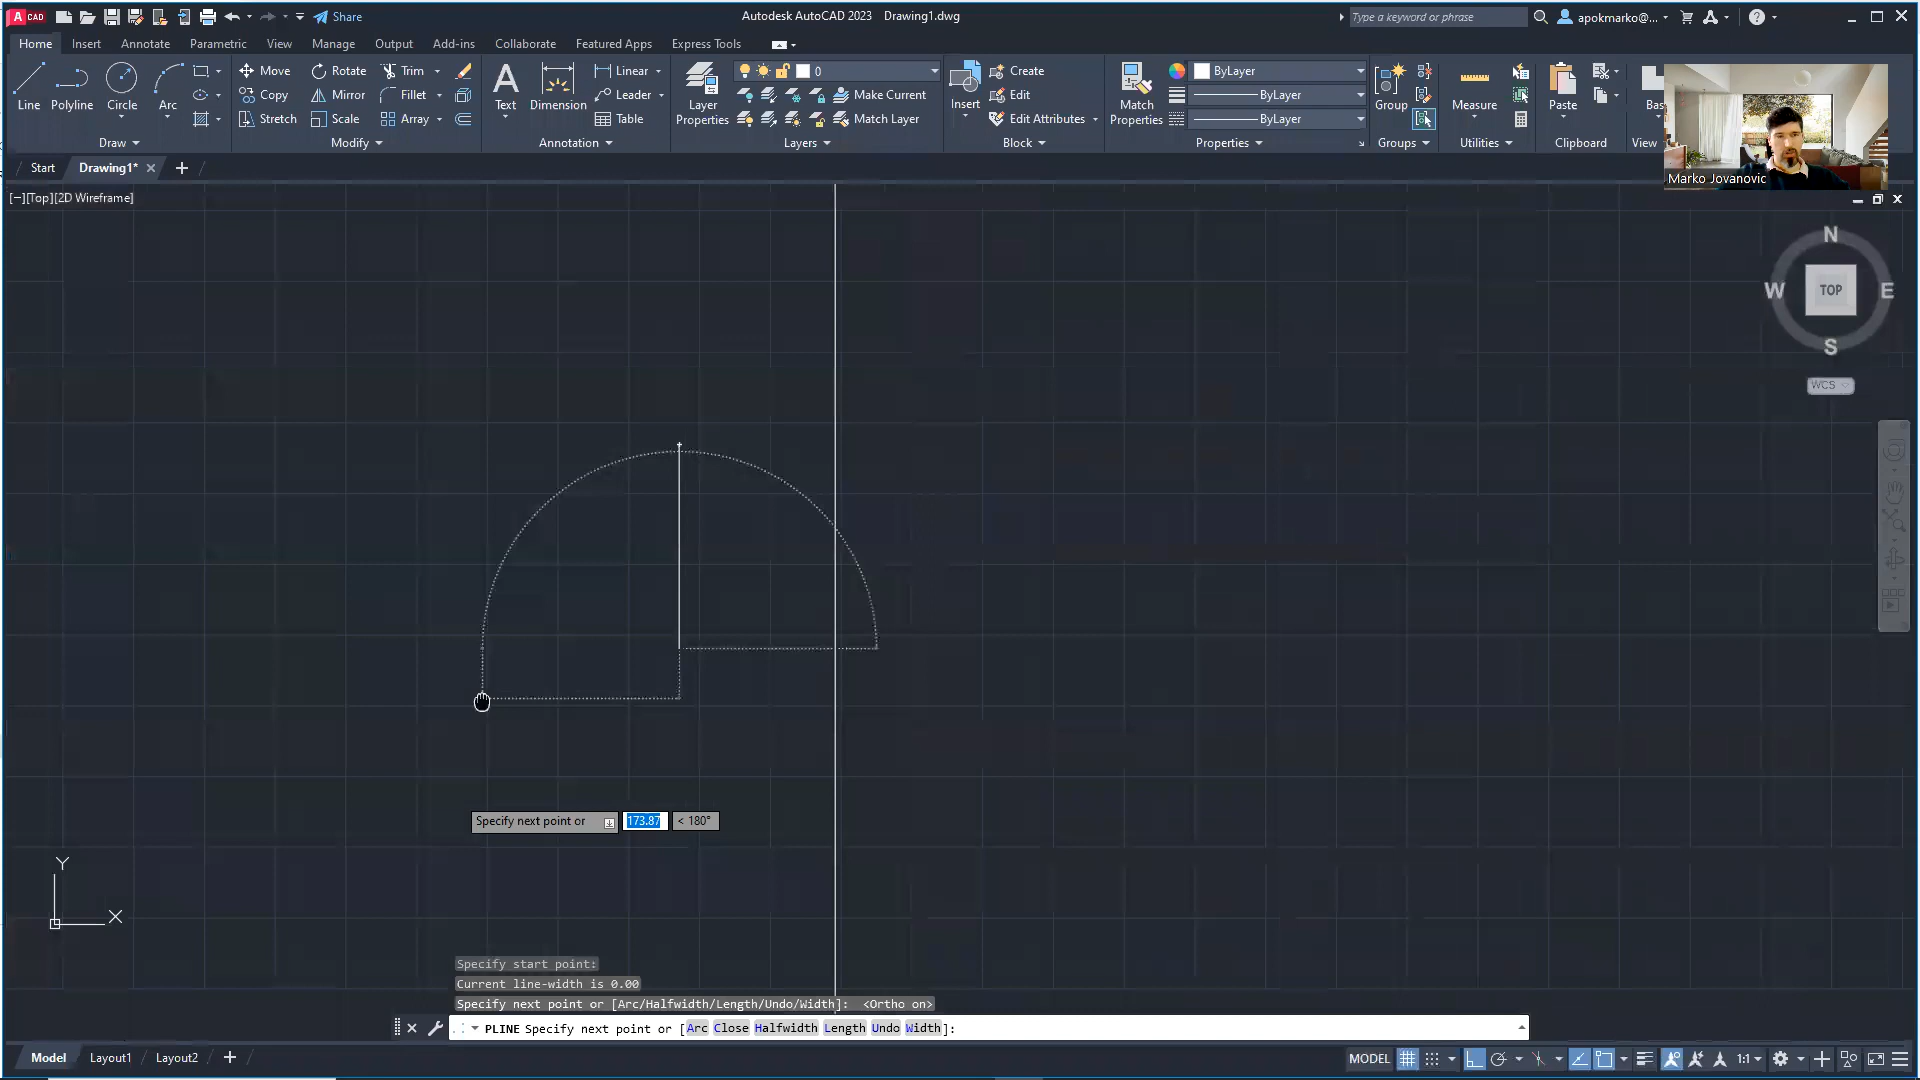 CAD
Share
Autodesk AutoCAD 2023 Drawing1.dwg
Type a keyword or phrase
apokmarko@...
Home Insert Annotate Parametric View Manage Output Add-ins Collaborate Featured Apps Express Tools
Line Polyline Circle Arc
Move Rotate Trim
Copy Mirror Fillet
Stretch Scale Array
Text Dimension
Linear
Leader
Table
Layer Properties
0
Make Current
Match Layer
Insert
Create
Edit
Edit Attributes
Match Properties
ByLayer
ByLayer
ByLayer
Group Measure Paste Bas
Draw Modify Annotation Layers Block Properties Groups Utilities Clipboard View
Marko Jovanovic
Start Drawing1*
[−][Top][2D Wireframe]
N
W TOP E
S
WCS
Specify next point or 173.87 < 180°
Y
X
Specify start point:
Current line-width is 0.00
Specify next point or [Arc/Halfwidth/Length/Undo/Width]: <Ortho on>
PLINE Specify next point or [Arc Close Halfwidth Length Undo Width]:
Model Layout1 Layout2
MODEL 1:1